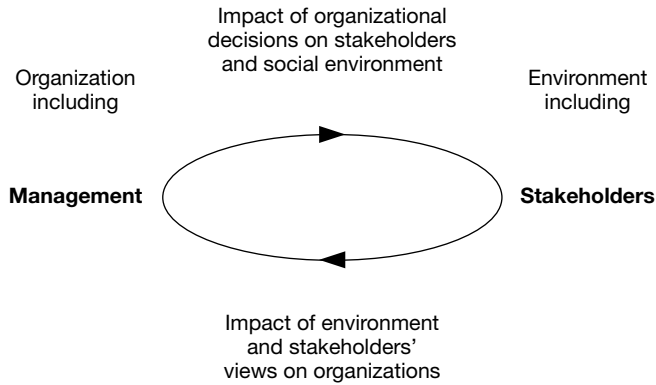 Impact of organizational
decisions on stakeholders
and social environment
Organization
including
Environment
including
Management
Stakeholders
Impact of environment
and stakeholders’
views on organizations